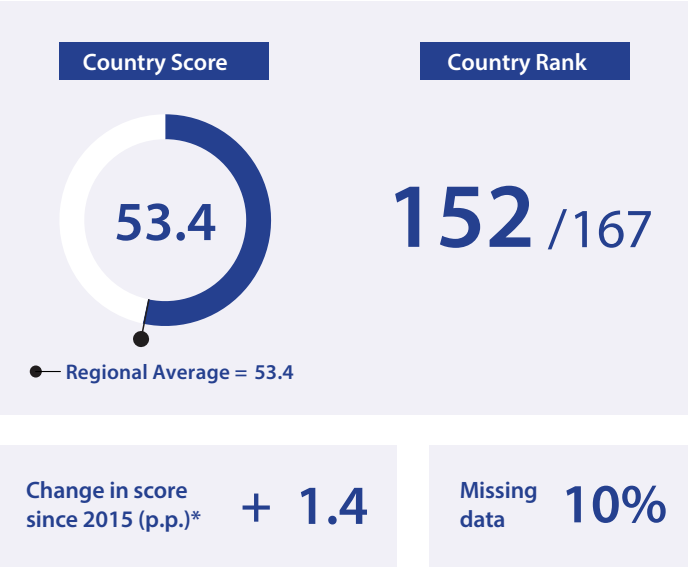 Country Score
Country Rank
53.4
152 /167
Regional Average = 53.4
Change in score
since 2015 (p.p.)*
+ 1.4
Missing
data
10%